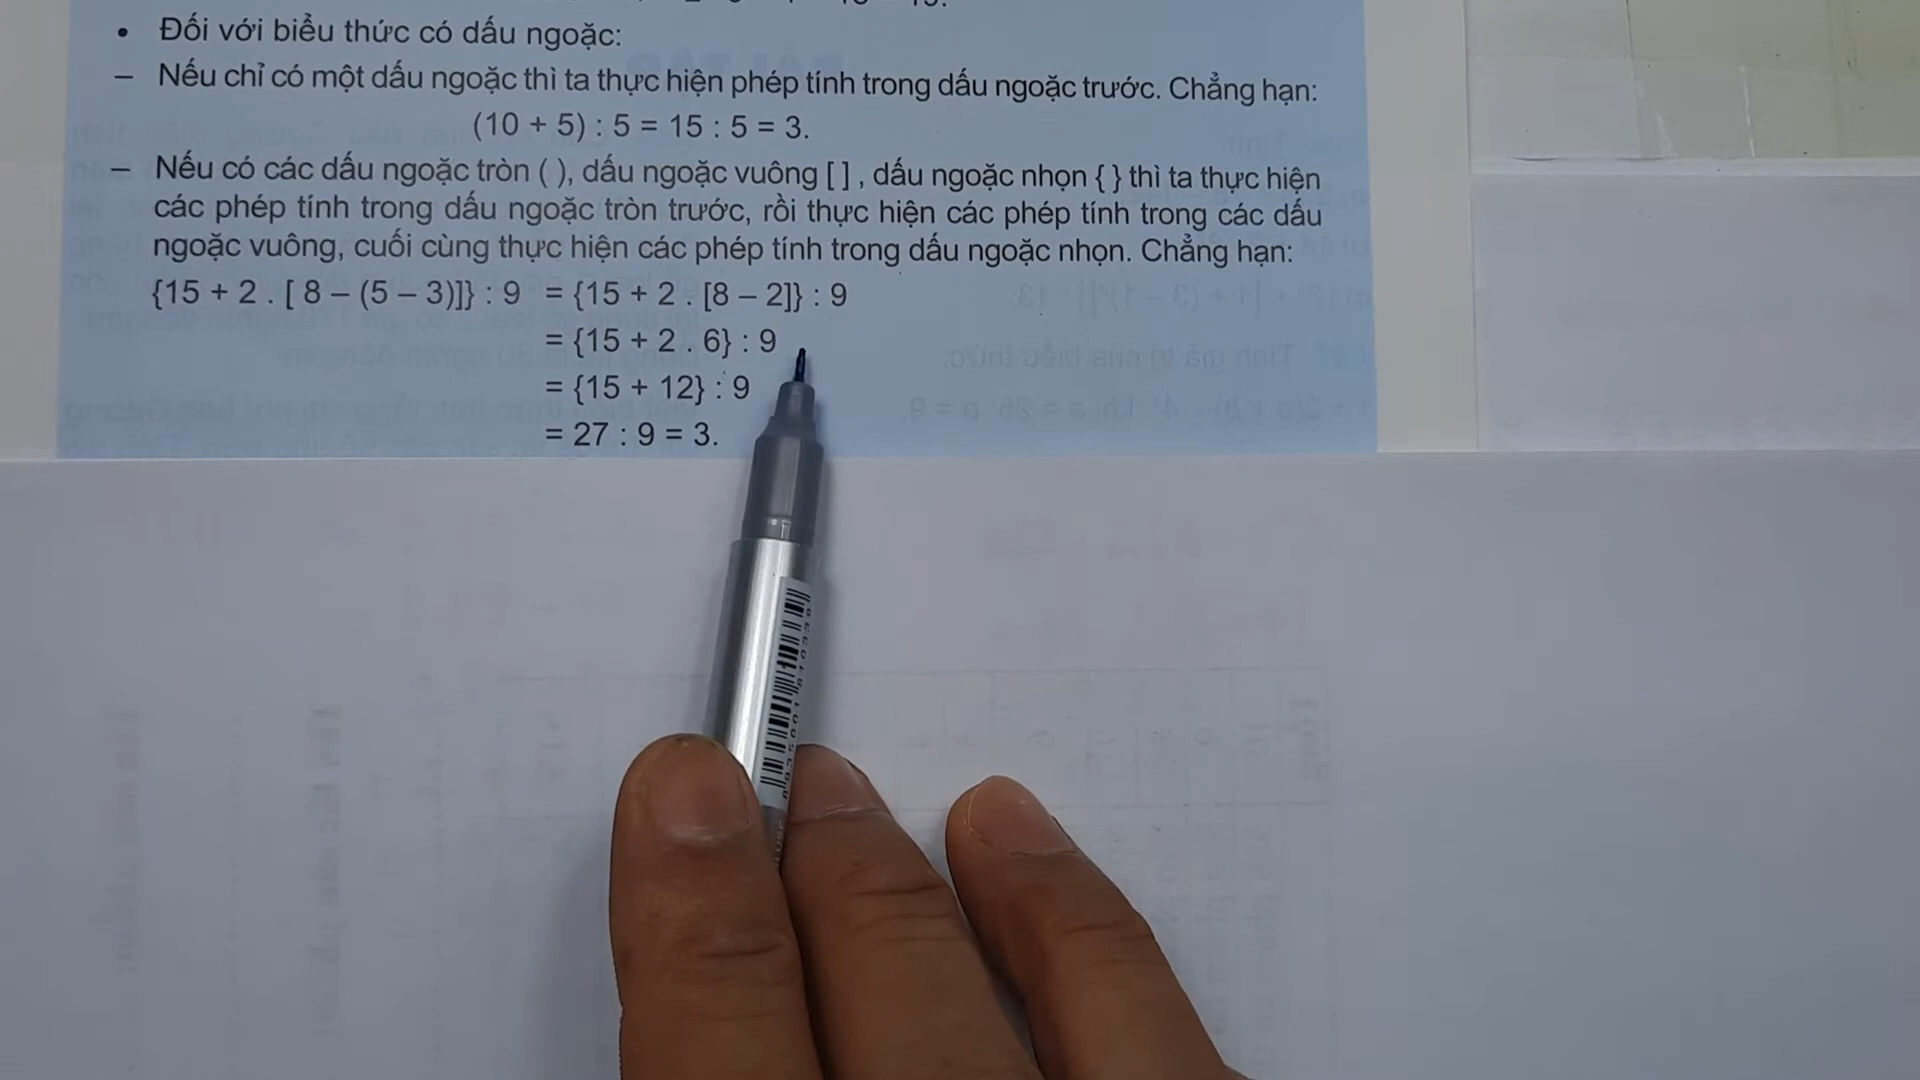 • Đối với biểu thức có dấu ngoặc:
– Nếu chỉ có một dấu ngoặc thì ta thực hiện phép tính trong dấu ngoặc trước. Chẳng hạn:
(10 + 5) : 5 = 15 : 5 = 3.
– Nếu có các dấu ngoặc tròn ( ), dấu ngoặc vuông [ ] , dấu ngoặc nhọn { } thì ta thực hiện
các phép tính trong dấu ngoặc tròn trước, rồi thực hiện các phép tính trong các dấu
ngoặc vuông, cuối cùng thực hiện các phép tính trong dấu ngoặc nhọn. Chẳng hạn:
{15 + 2 . [ 8 – (5 – 3)]} : 9 = {15 + 2 . [8 – 2]} : 9
= {15 + 2 . 6} : 9
= {15 + 12} : 9
= 27 : 9 = 3.